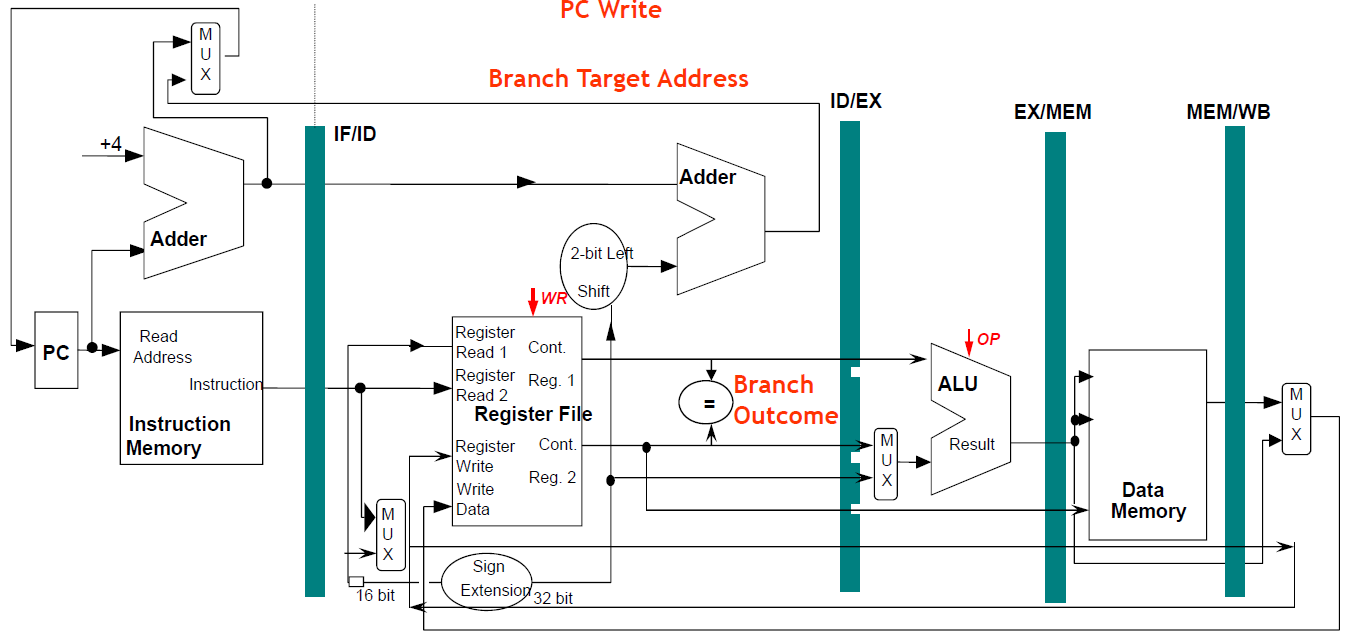 PC Write
M
U
X
Branch Target Address
ID/EX
EX/MEM
MEM/WB
IF/ID
+4
Adder
Adder
2-bit Left
Shift
WR
PC
Read
Address
Instruction
Instruction
Memory
Register
Read 1
Cont.
Register
Read 2
Reg. 1
Register File
Register
Write
Cont.
Write
Data
Reg. 2
=
Branch
Outcome
OP
ALU
Result
M
U
X
Data
Memory
M
U
X
M
U
X
Sign
Extension
16 bit
32 bit